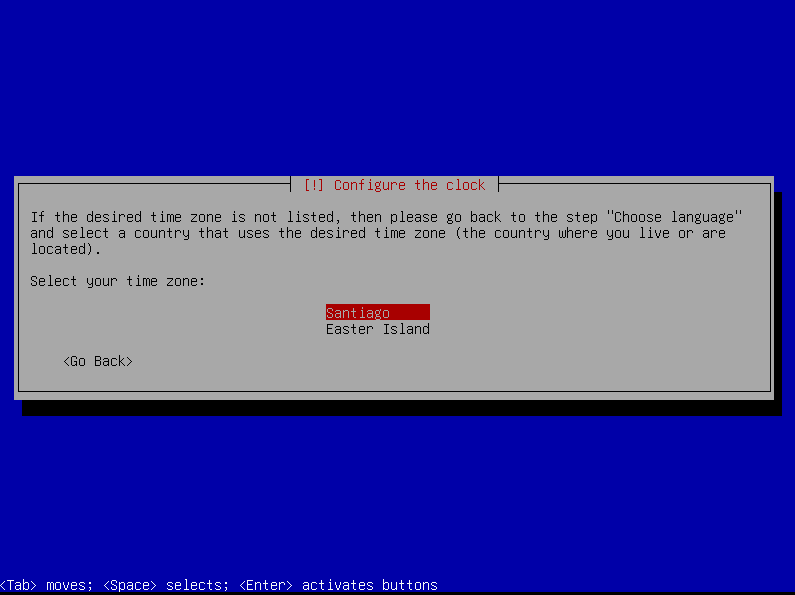 [!] Configure the clock
If the desired time zone is not listed, then please go back to the step "Choose language"
and select a country that uses the desired time zone (the country where you live or are
located).
Select your time zone:
Santiago
Easter Island
<Go Back>
<Tab> moves; <Space> selects; <Enter> activates buttons